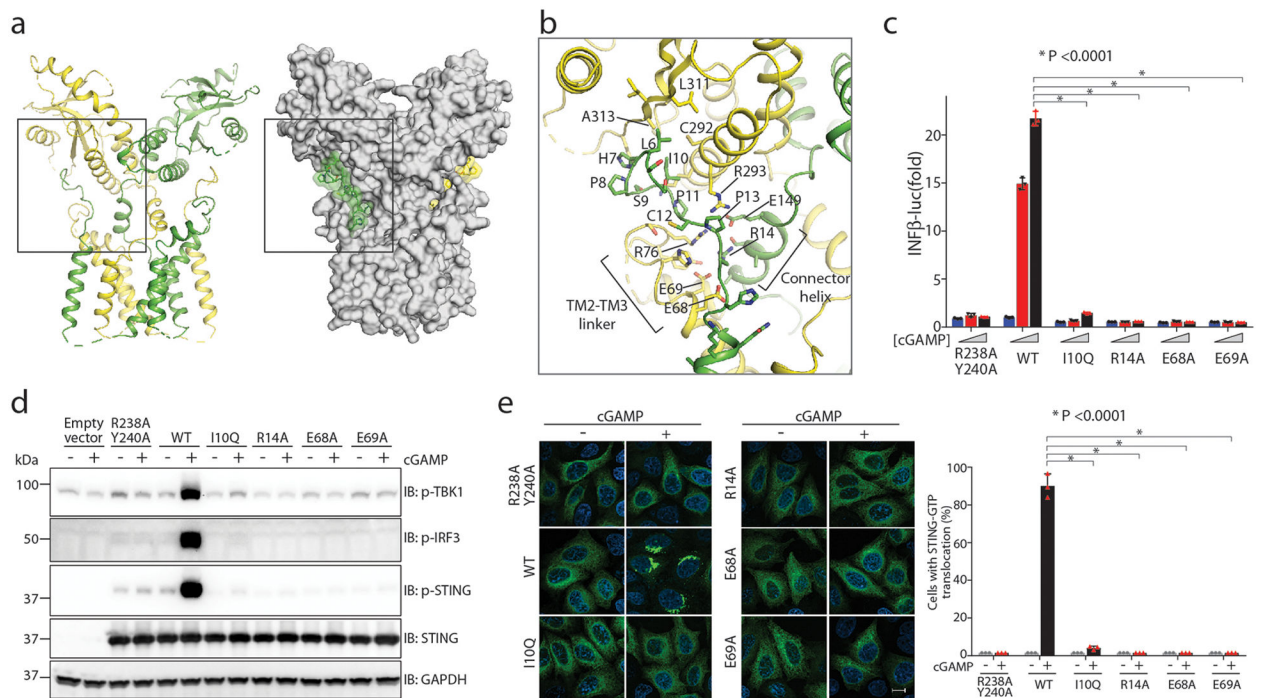 a
b
L311
A313
C292
L6
H7
I10
R293
P8
P11
P13
S9
E149
C12
R14
R76
E69
Connector
helix
E68
TM2-TM3
linker
c
* P <0.0001
*
*
*
*
INFβ-luc(fold)
20
15
10
5
0
[cGAMP]
R238A
Y240A
WT
I10Q
R14A
E68A
E69A
d
Empty
vector
R238A
Y240A
WT
I10Q
R14A
E68A
E69A
kDa
- + - + - + - + - + - + - +
cGAMP
100
IB: p-TBK1
50
IB: p-IRF3
37
IB: p-STING
37
IB: STING
37
IB: GAPDH
e
cGAMP
- +
R238A
Y240A
WT
I10Q
cGAMP
- +
R14A
E68A
E69A
* P <0.0001
*
*
*
*
Cells with STING-GTP
translocation (%)
100
80
60
40
20
0
- + - + - + - + - + - +
cGAMP
R238A
Y240A
WT
I10Q
R14A
E68A
E69A